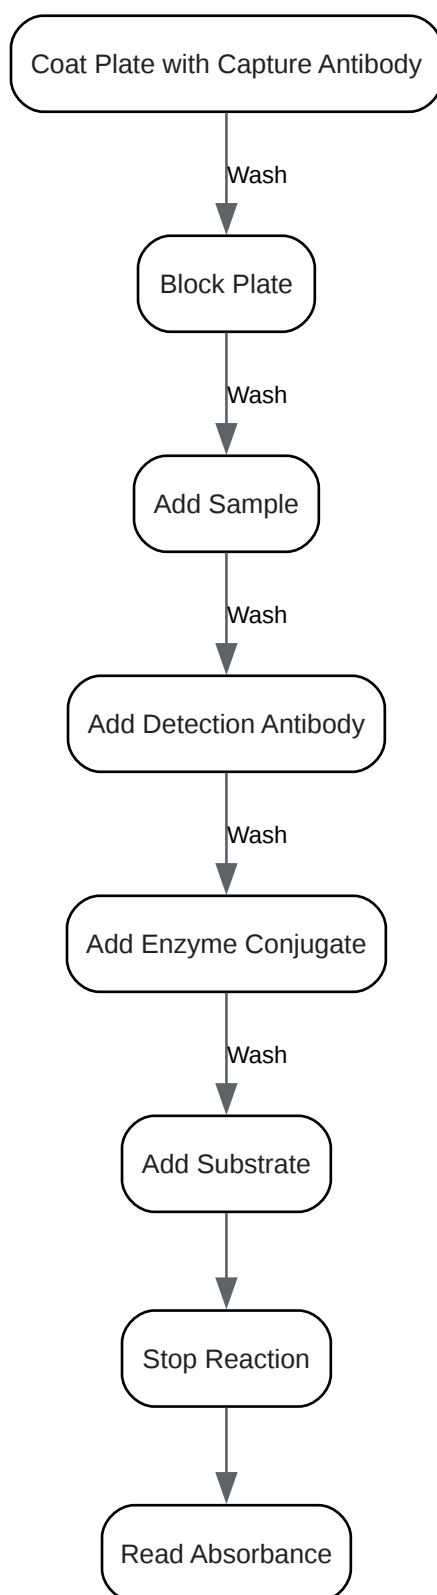 Coat Plate with Capture Antibody
Wash
Block Plate
Wash
Add Sample
Wash
Add Detection Antibody
Wash
Add Enzyme Conjugate
Wash
Add Substrate
Stop Reaction
Read Absorbance